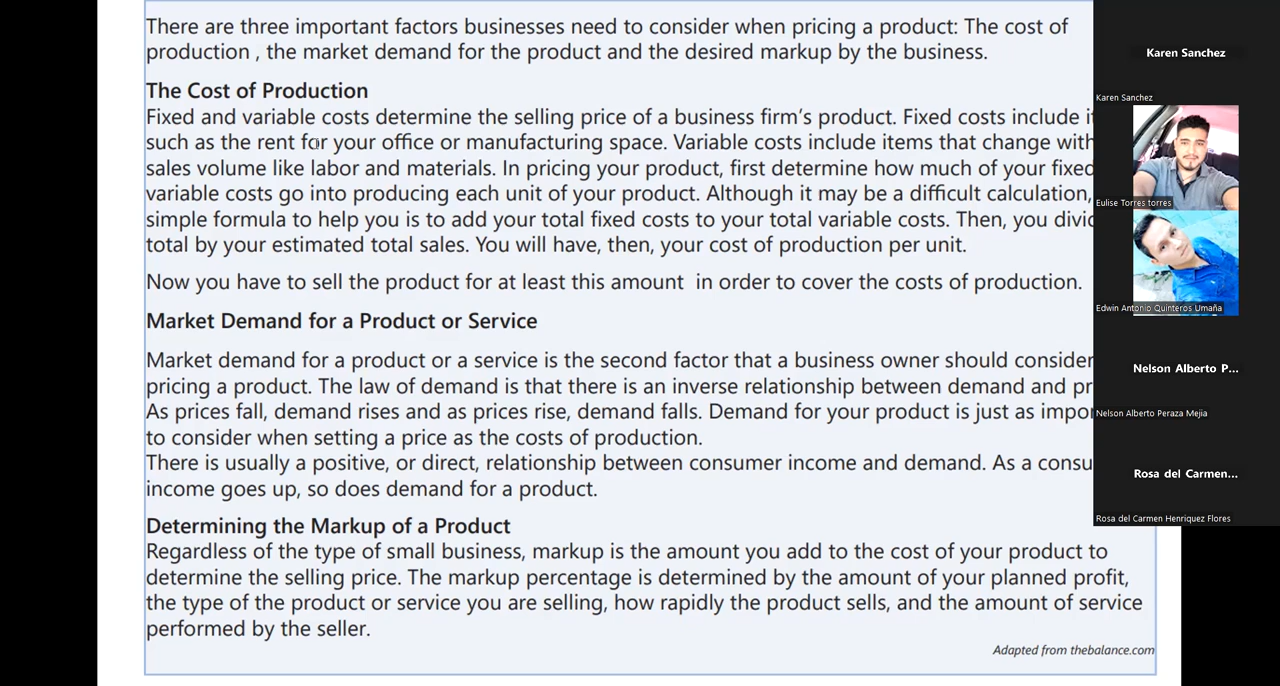 There are three important factors businesses need to consider when pricing a product: The cost of
production , the market demand for the product and the desired markup by the business.
The Cost of Production
Fixed and variable costs determine the selling price of a business firm's product. Fixed costs include
such as the rent for your office or manufacturing space. Variable costs include items that change with
sales volume like labor and materials. In pricing your product, first determine how much of your fixed
variable costs go into producing each unit of your product. Although it may be a difficult calculation,
simple formula to help you is to add your total fixed costs to your total variable costs. Then, you
total by your estimated total sales. You will have, then, your cost of production per unit.
Now you have to sell the product for at least this amount in order to cover the costs of production.
Market Demand for a Product or Service
Market demand for a product or a service is the second factor that a business owner should consider
pricing a product. The law of demand is that there is an inverse relationship between demand and
As prices fall, demand rises and as prices rise, demand falls. Demand for your product is just as
to consider when setting a price as the costs of production.
There is usually a positive, or direct, relationship between consumer income and demand. As a
income goes up, so does demand for a product.
Determining the Markup of a Product
Regardless of the type of small business, markup is the amount you add to the cost of your product to
determine the selling price. The markup percentage is determined by the amount of your planned profit,
the type of the product or service you are selling, how rapidly the product sells, and the amount of service
performed by the seller.
Adapted from thebalance.com
Karen Sanchez
Karen Sanchez
Eulise Torres torres
Edwin Antonio Quinteros Umaña
Nelson Alberto P...
Nelson Alberto Peraza Mejia
Rosa del Carmen...
Rosa del Carmen Henriquez Flores